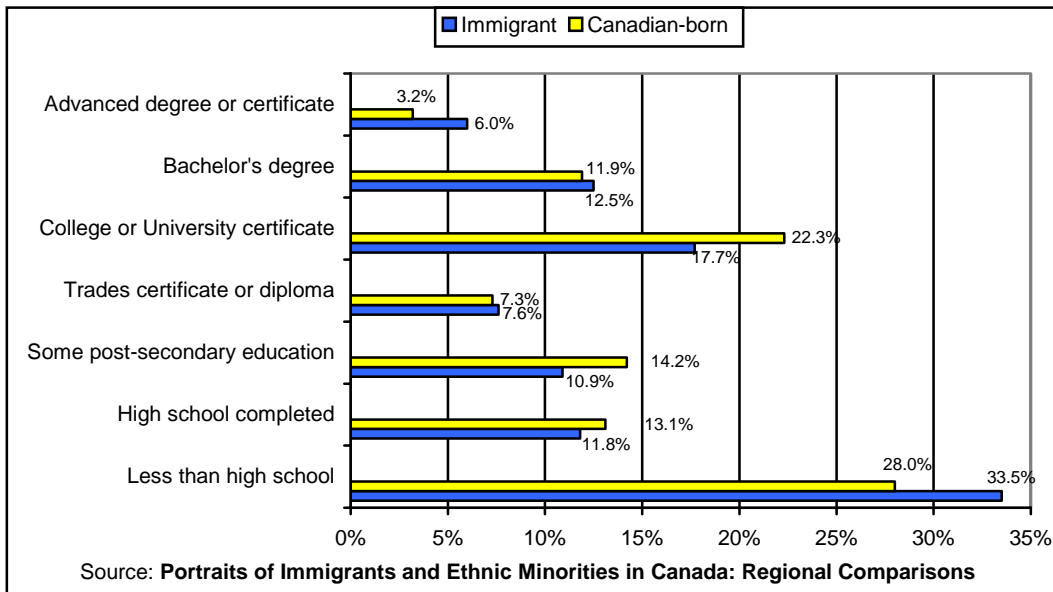 Immigrant Canadian-born
Advanced degree or certificate
3.2%
6.0%
Bachelor's degree
11.9%
12.5%
College or University certificate
22.3%
17.7%
Trades certificate or diploma
7.3%
7.6%
Some post-secondary education
14.2%
10.9%
High school completed
13.1%
11.8%
Less than high school
28.0%
33.5%
0% 5% 10% 15% 20% 25% 30% 35%
Source: Portraits of Immigrants and Ethnic Minorities in Canada: Regional Comparisons